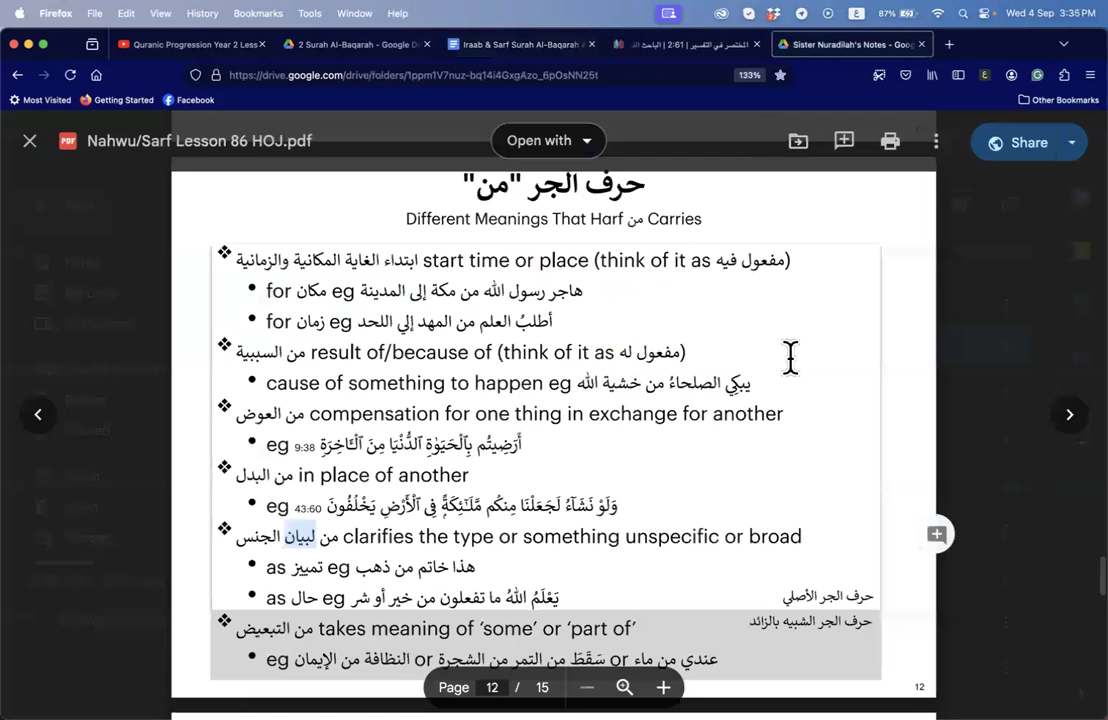 Firefox File Edit View History Bookmarks Tools Window Help 87% Wed 4 Sep 3:35 PM
Quranic Progression Year 2 Less 2 Surah Al-Baqarah - Google D Iraab & Sarf Surah Al-Baqarah المختصر في التفسير | 2:61 | الباحث Sister Nuradilah's Notes - Goog
https://drive.google.com/drive/folders/1ppm1V7nuz-bq14i4GxgAzo_6pOsNN25t 133%
Most Visited Getting Started Facebook Other Bookmarks
Nahwu/Sarf Lesson 86 HOJ.pdf Open with Share
حرف الجر "من"
Different Meanings That Harf من Carries
ابتداء الغاية المكانية والزمانية start time or place (think of it as مفعول فيه)
for مكان eg هاجر رسول الله من مكة إلى المدينة
for زمان eg أطلبُ العلم من المهد إلي اللحد
من السببية result of/because of (think of it as مفعول له)
cause of something to happen eg يبكِي الصلحاءُ من خشية الله
من العوض compensation for one thing in exchange for another
eg 9:38 أَرَضِيتُم بِٱلْحَيَوٰةِ ٱلدُّنْيَا مِنَ ٱلْـَٔاخِرَةِ
من البدل in place of another
eg 43:60 وَلَوْ نَشَآءُ لَجَعَلْنَا مِنكُم مَّلَـٰٓئِكَةً فِى ٱلْأَرْضِ يَخْلُفُونَ
من لبيان الجنس clarifies the type or something unspecific or broad
as تمييز eg هذا خاتم من ذهب
as حال eg يَعْلَمُ اللهُ ما تفعلون من خير أو شر حرف الجر الأصلي
من التبعيض takes meaning of ‘some’ or ‘part of’ حرف الجر الشبيه بالزائد
eg النظافة من الإيمان or سَقَطَ من التمر من الشجرة or عندي من ماء
Page 12 / 15
12